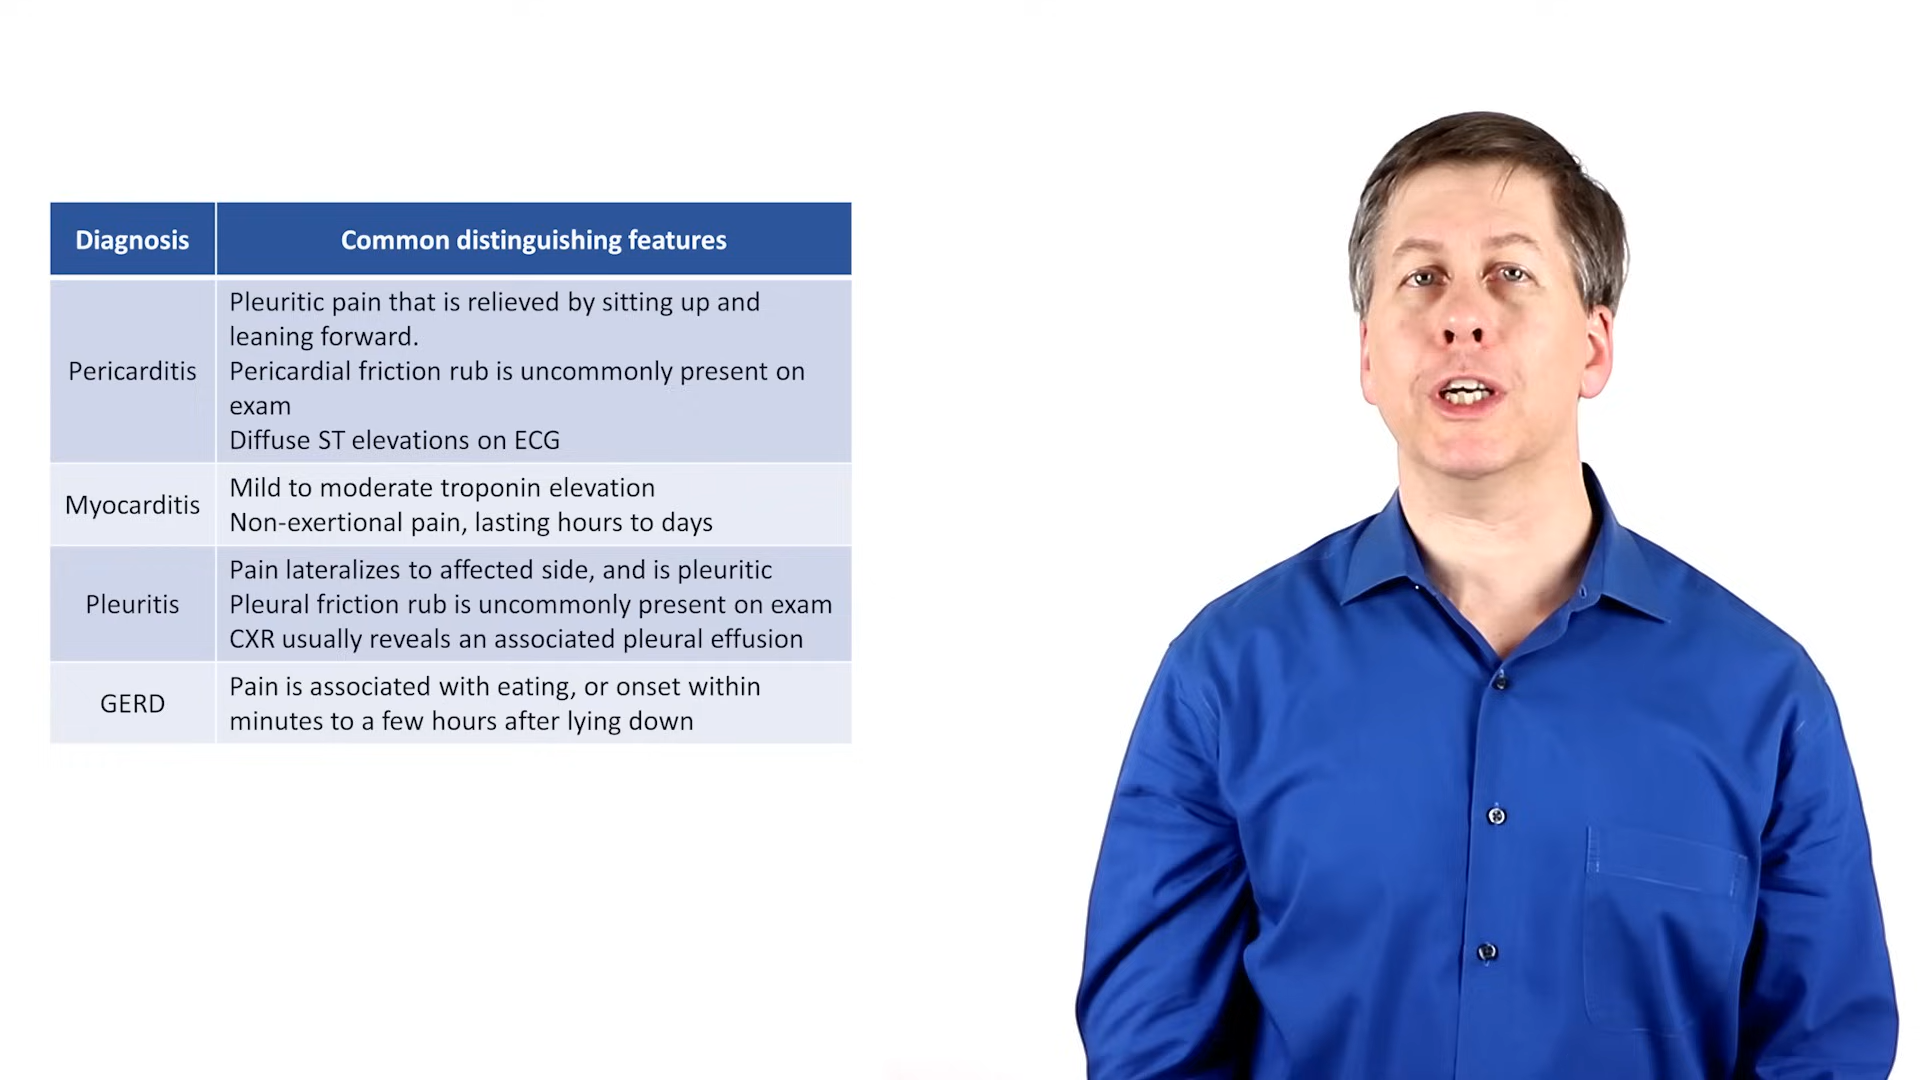 Diagnosis
Common distinguishing features
Pericarditis
Pleuritic pain that is relieved by sitting up and
leaning forward.
Pericardial friction rub is uncommonly present on
exam
Diffuse ST elevations on ECG
Myocarditis
Mild to moderate troponin elevation
Non-exertional pain, lasting hours to days
Pleuritis
Pain lateralizes to affected side, and is pleuritic
Pleural friction rub is uncommonly present on exam
CXR usually reveals an associated pleural effusion
GERD
Pain is associated with eating, or onset within
minutes to a few hours after lying down